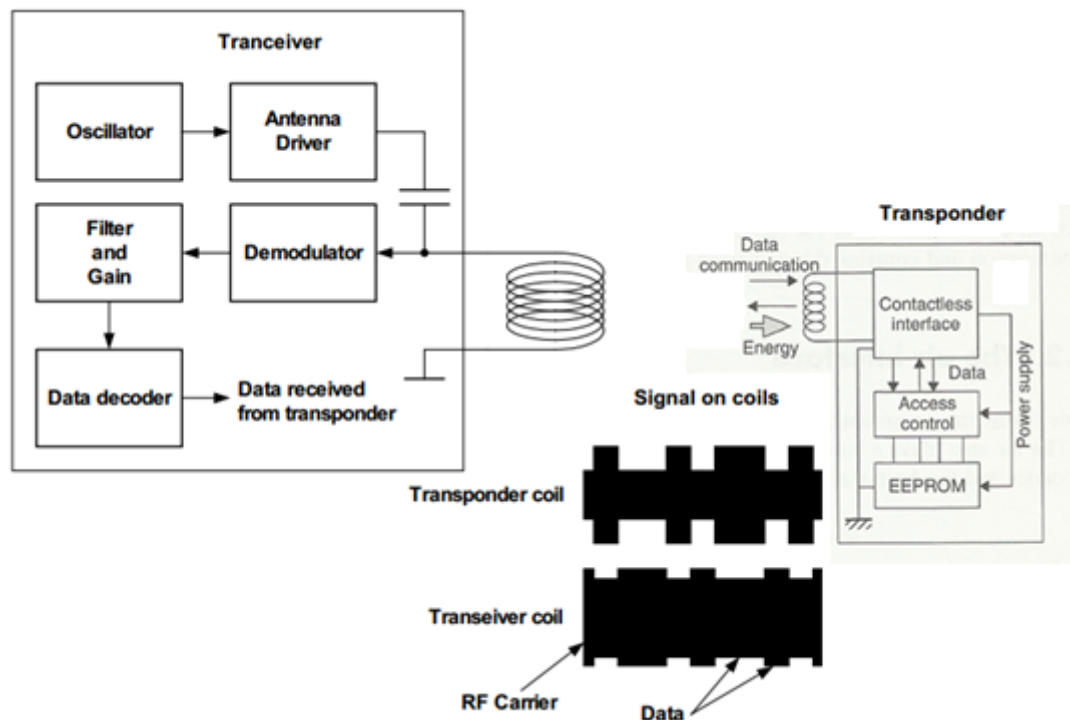 Tranceiver
Oscillator
Antenna
Driver
Filter
and
Gain
Demodulator
Data decoder
Data received
from transponder
Transponder
Data
communication
Energy
Contactless
interface
Data
Access
control
EEPROM
Power supply
Signal on coils
Transponder coil
Transeiver coil
RF Carrier
Data